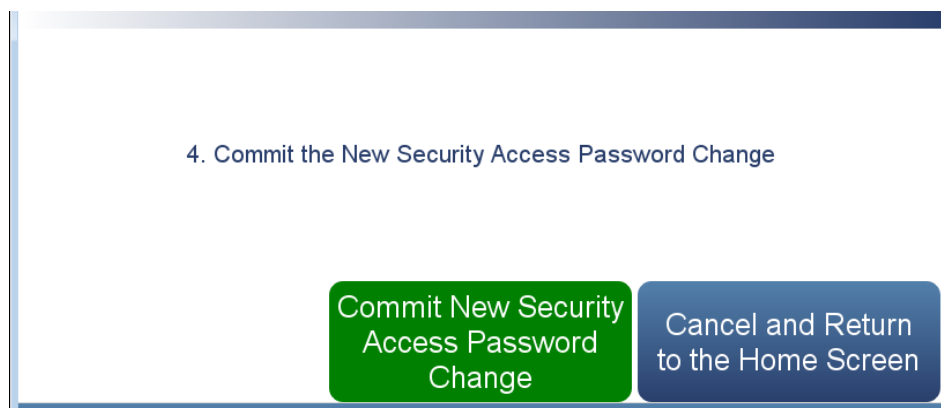 4. Commit the New Security Access Password Change
Commit New Security
Access Password
Change
Cancel and Return
to the Home Screen